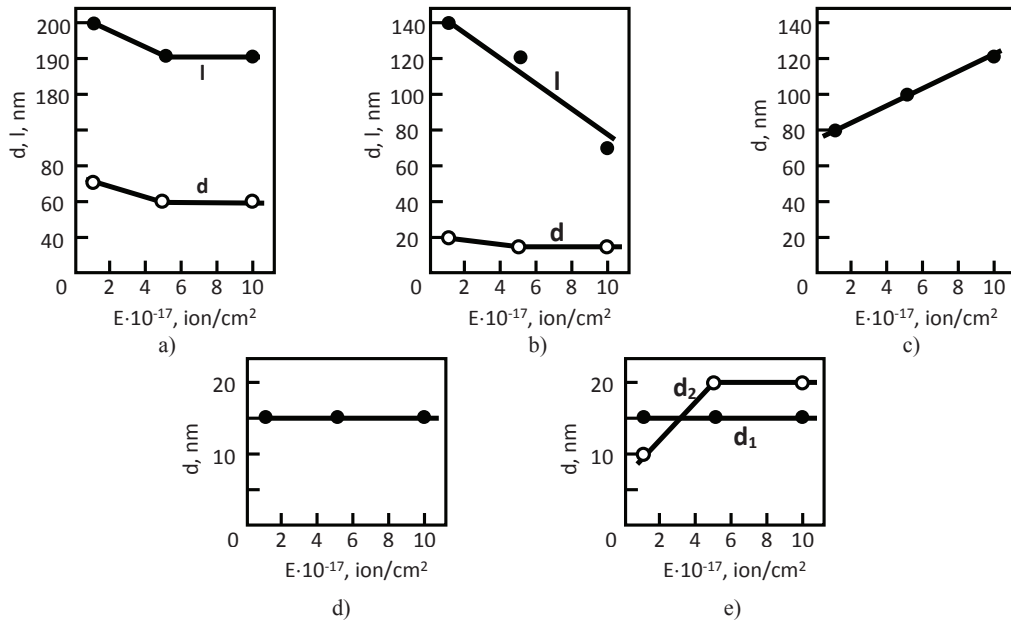 200
190
180
80
60
40
d, l, nm
l
d
0 2 4 6 8 10
E·10⁻¹⁷, ion/cm²
a)
140
120
100
80
60
40
20
d, l, nm
l
d
0 2 4 6 8 10
E·10⁻¹⁷, ion/cm²
b)
140
120
100
80
60
40
20
d, nm
0 2 4 6 8 10
E·10⁻¹⁷, ion/cm²
c)
20
10
d, nm
0 2 4 6 8 10
E·10⁻¹⁷, ion/cm²
d)
20
10
d, nm
d₂
d₁
0 2 4 6 8 10
E·10⁻¹⁷, ion/cm²
e)